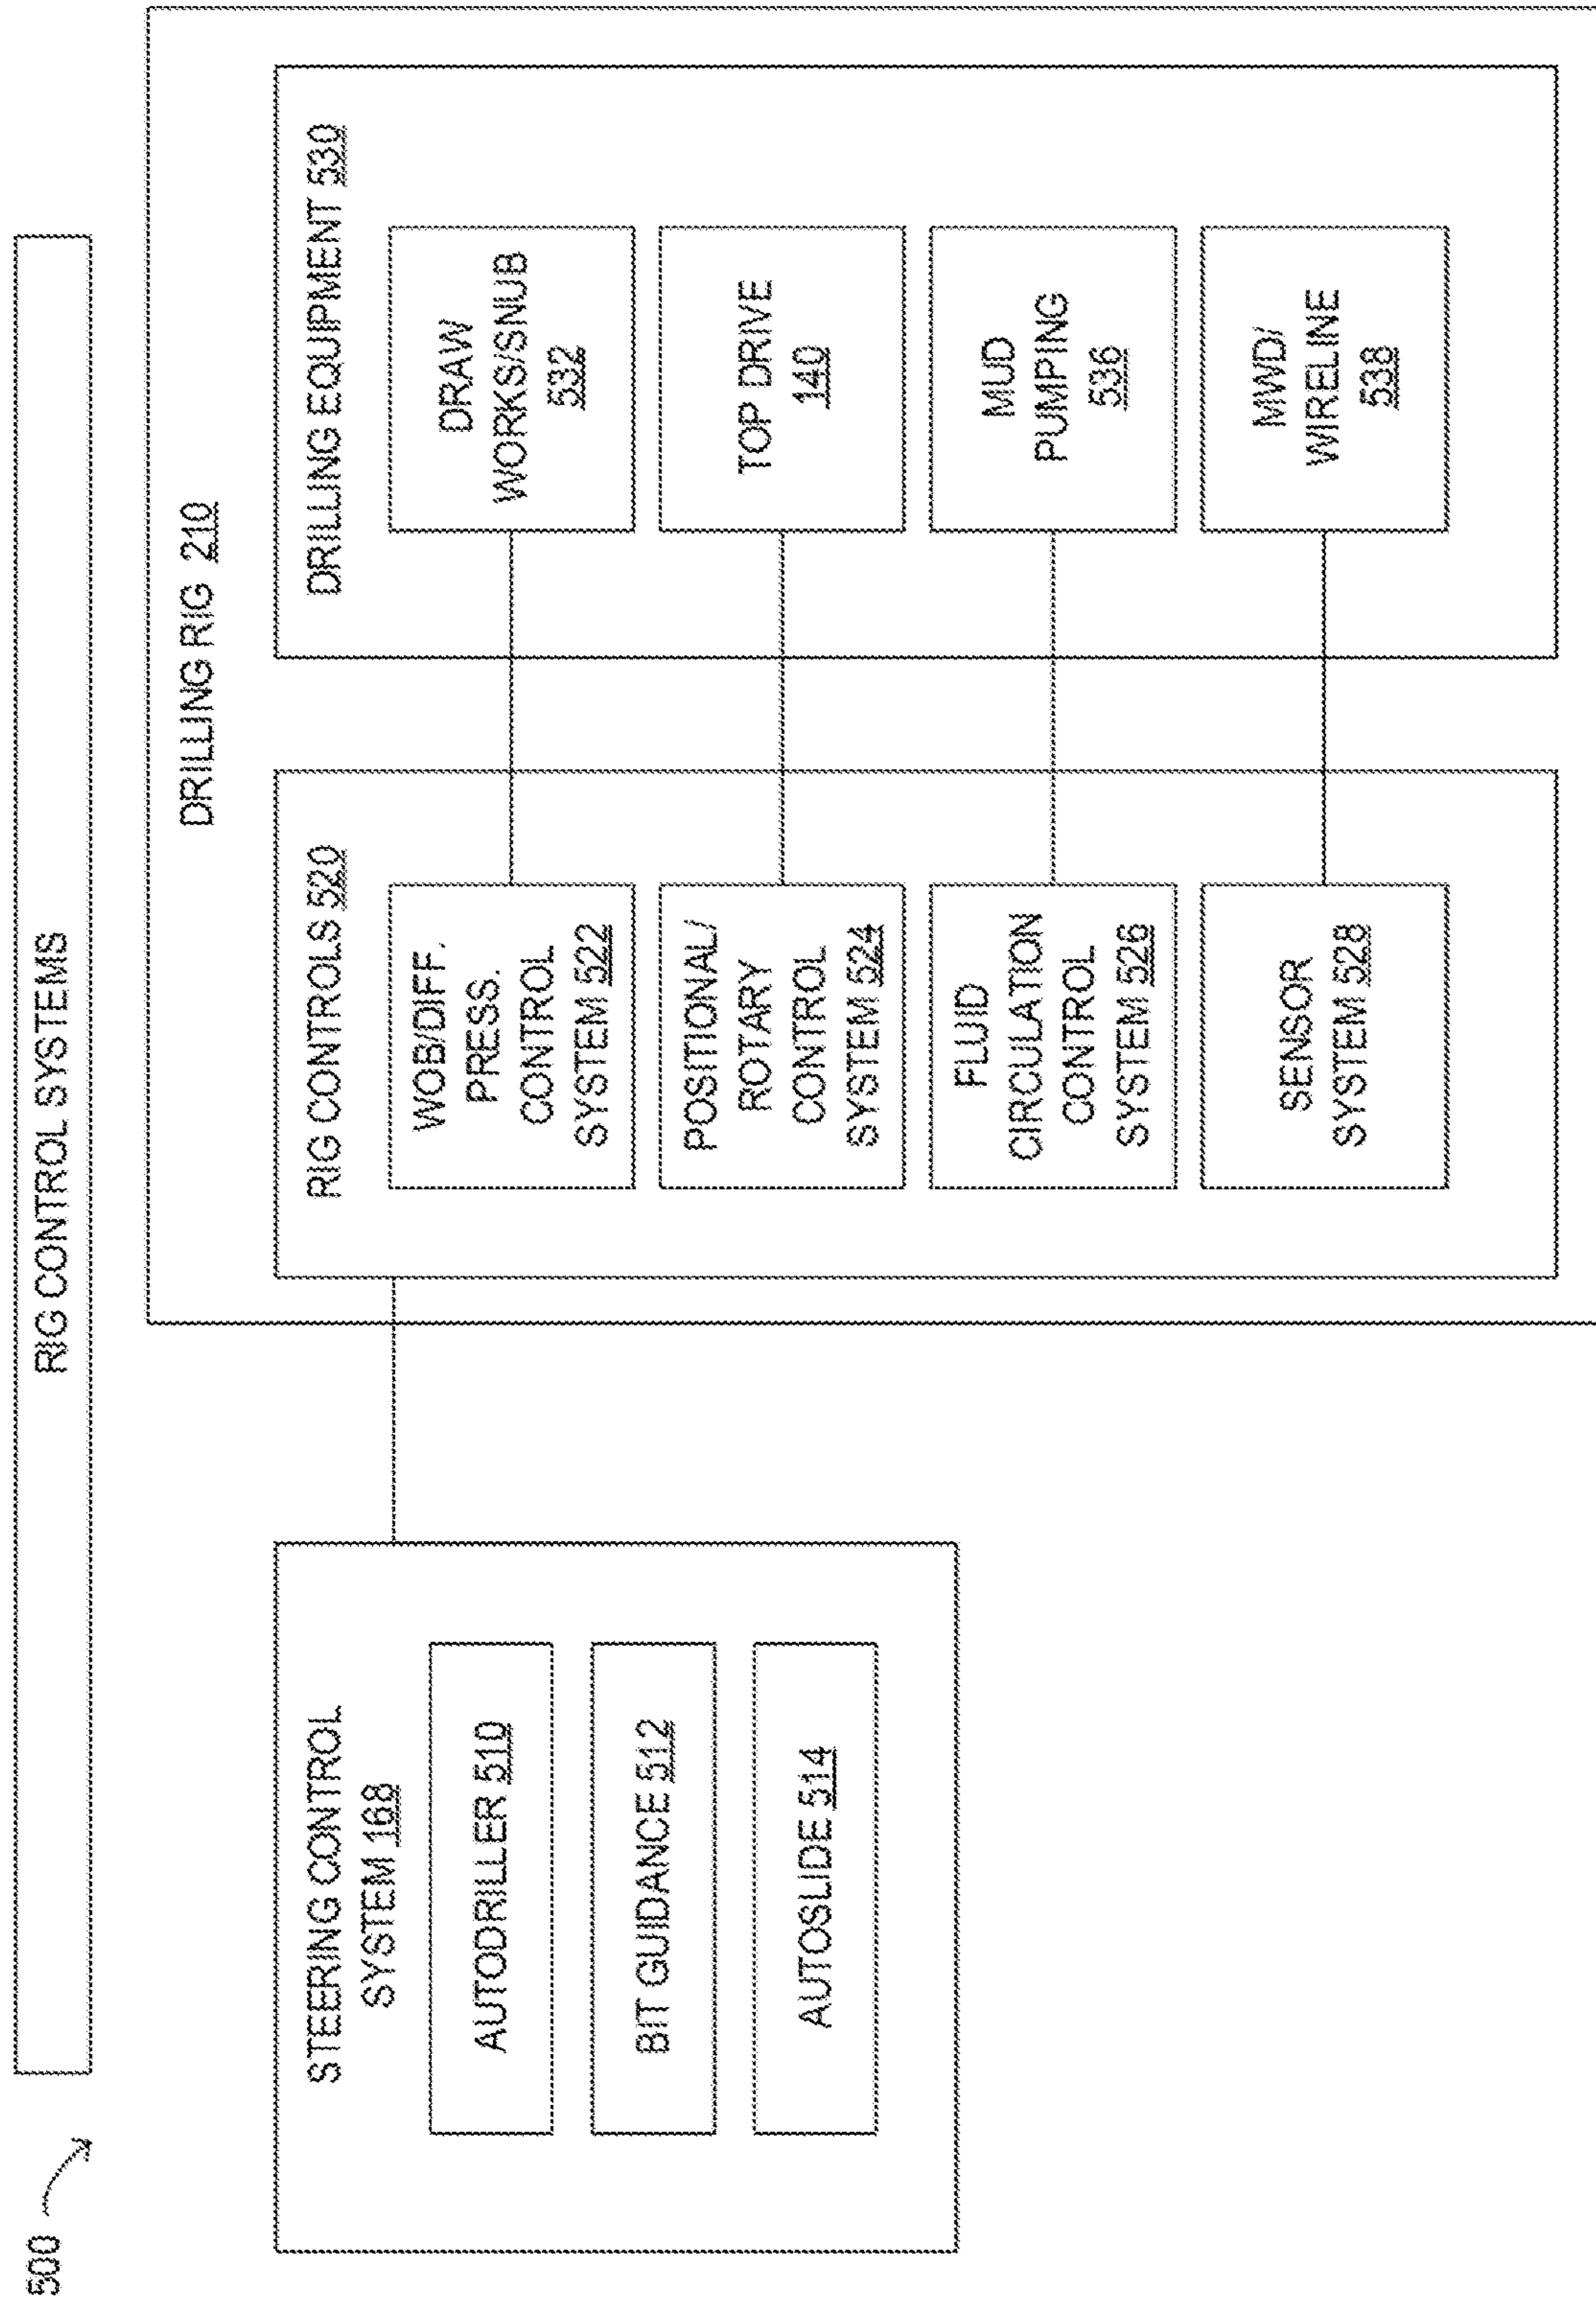 500
RIG CONTROL SYSTEMS
STEERING CONTROL
SYSTEM 168
AUTODRILLER 510
BIT GUIDANCE 512
AUTOSLIDE 514
DRILLING RIG 210
RIG CONTROLS 520
WOB/DIFF.
PRESS.
CONTROL
SYSTEM 522
POSITIONAL/
ROTARY
CONTROL
SYSTEM 524
FLUID
CIRCULATION
CONTROL
SYSTEM 526
SENSOR
SYSTEM 528
DRILLING EQUIPMENT 530
DRAW
WORKS/SNUB
532
TOP DRIVE
140
MUD
PUMPING
536
MWD/
WIRELINE
538